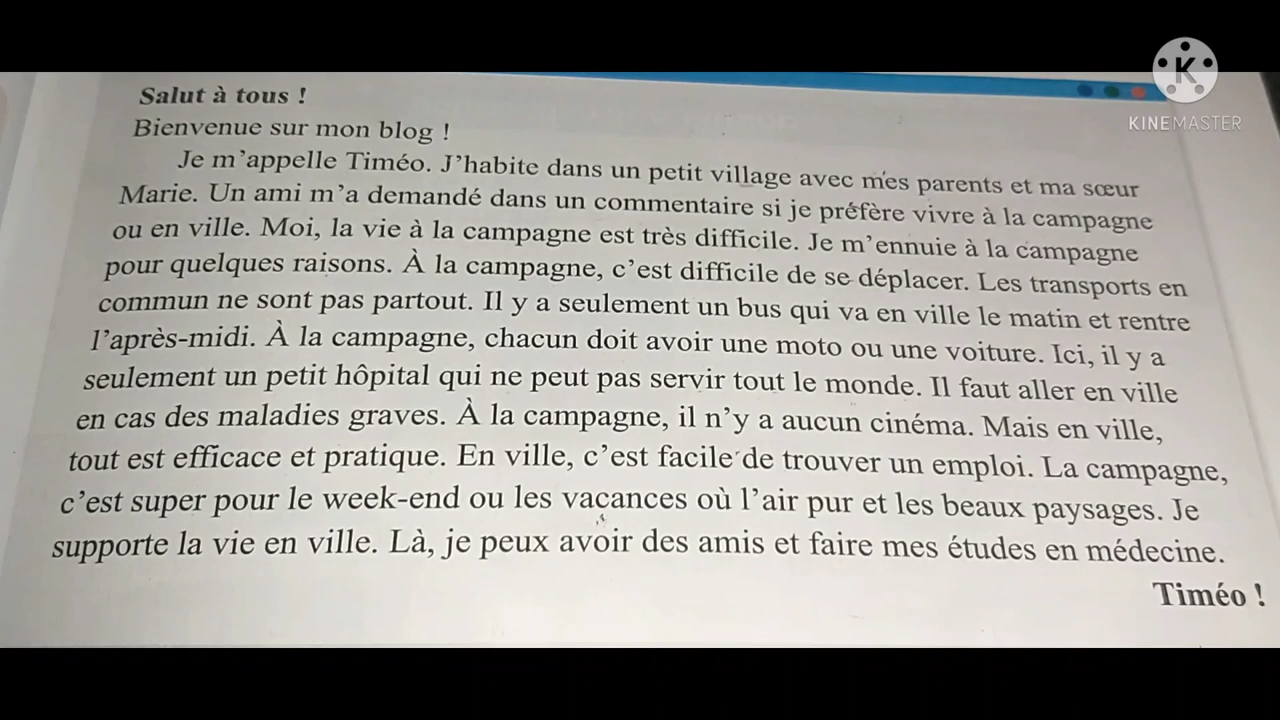 KINEMASTER
Salut à tous !
Bienvenue sur mon blog !
Je m'appelle Timéo. J'habite dans un petit village avec mes parents et ma sœur
Marie. Un ami m'a demandé dans un commentaire si je préfère vivre à la campagne
ou en ville. Moi, la vie à la campagne est très difficile. Je m'ennuie à la campagne
pour quelques raisons. À la campagne, c'est difficile de se déplacer. Les transports en
commun ne sont pas partout. Il y a seulement un bus qui va en ville le matin et rentre
l'après-midi. À la campagne, chacun doit avoir une moto ou une voiture. Ici, il y a
seulement un petit hôpital qui ne peut pas servir tout le monde. Il faut aller en ville
en cas des maladies graves. À la campagne, il n'y a aucun cinéma. Mais en ville,
tout est efficace et pratique. En ville, c'est facile de trouver un emploi. La campagne,
c'est super pour le week-end ou les vacances où l'air pur et les beaux paysages. Je
supporte la vie en ville. Là, je peux avoir des amis et faire mes études en médecine.
Timéo !